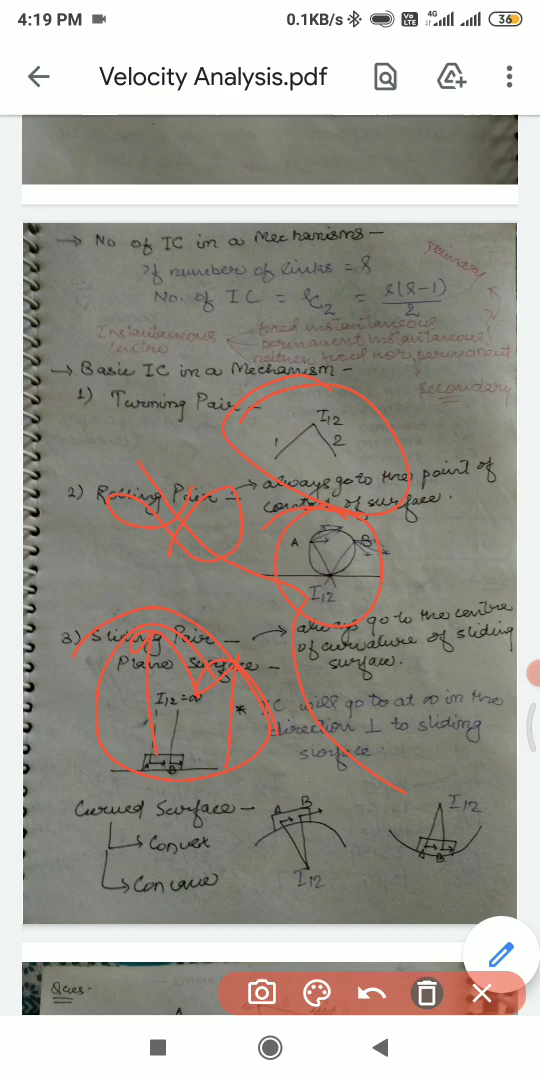 4:19 PM
0.1KB/s Vo LTE 4G 36
Velocity Analysis.pdf
→ No of IC in a Mechanisms -
If number of links = l
Primary
No. of IC = lC2 = l(l-1)/2
Instantaneous centre
fixed instantaneous
permanent instantaneous
neither fixed nor permanent
→ Basic IC in a Mechanism -
Secondary
1) Turning Pair -
I12
1 2
2) Rolling Pair - → always go to the point of
contact of surface.
A B
I12
3) Sliding Pair - → always go to the centre
of curvature of sliding
surface.
Plane Surface -
I12=∞
* IC will go to at ∞ in the
direction ⊥ to sliding
surface.
A B
Curved Surface -
→ Convex
→ Concave
A B
I12
I12
A B
Ques-
A